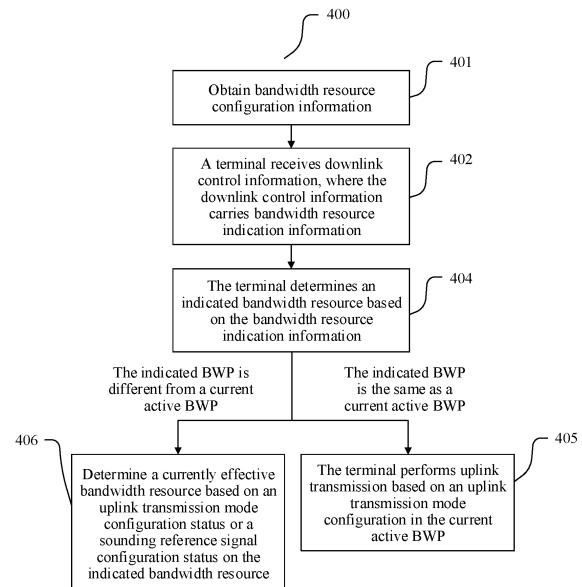 400
401
Obtain bandwidth resource
configuration information
402
A terminal receives downlink
control information, where the
downlink control information
carries bandwidth resource
indication information
404
The terminal determines an
indicated bandwidth resource based
on the bandwidth resource
indication information
The indicated BWP is
different from a current
active BWP
The indicated BWP
is the same as a
current active BWP
406
Determine a currently effective
bandwidth resource based on an
uplink transmission mode
configuration status or a
sounding reference signal
configuration status on the
indicated bandwidth resource
405
The terminal performs uplink
transmission based on an uplink
transmission mode
configuration in the current
active BWP